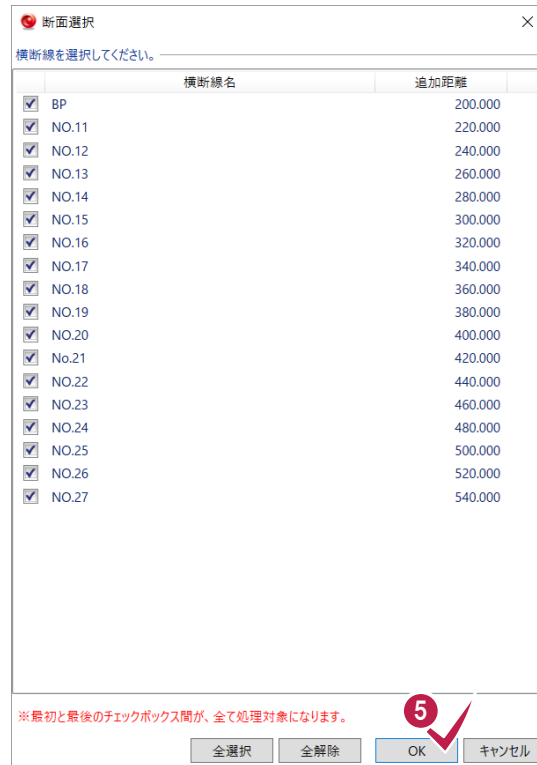 断面選択
横断線を選択してください。
横断線名 追加距離
BP 200.000
NO.11 220.000
NO.12 240.000
NO.13 260.000
NO.14 280.000
NO.15 300.000
NO.16 320.000
NO.17 340.000
NO.18 360.000
NO.19 380.000
NO.20 400.000
No.21 420.000
NO.22 440.000
NO.23 460.000
NO.24 480.000
NO.25 500.000
NO.26 520.000
NO.27 540.000
※最初と最後のチェックボックス間が、全て処理対象になります。
5
全選択 全解除 OK キャンセル